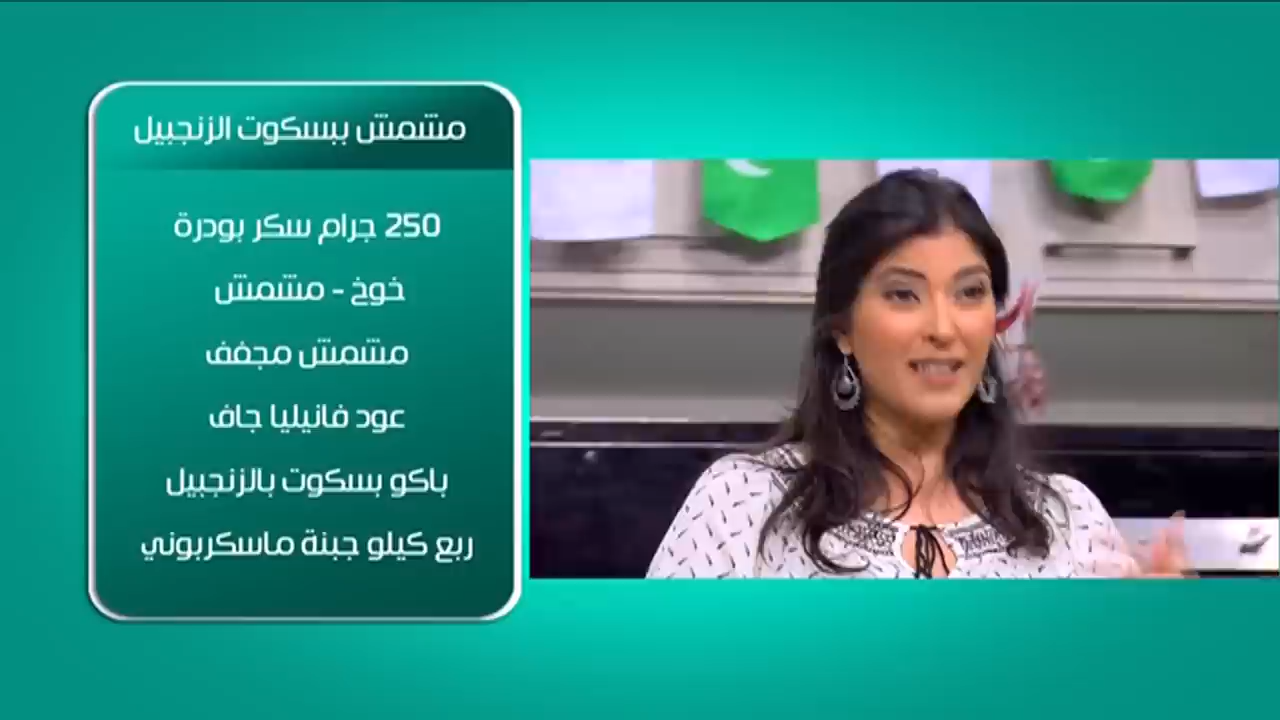 مشمش ببسكوت الزنجبيل
250 جرام سكر بودرة
خوخ - مشمش
مشمش مجفف
عود فانيليا جاف
باكو بسكوت بالزنجبيل
ربع كيلو جبنة ماسكربوني